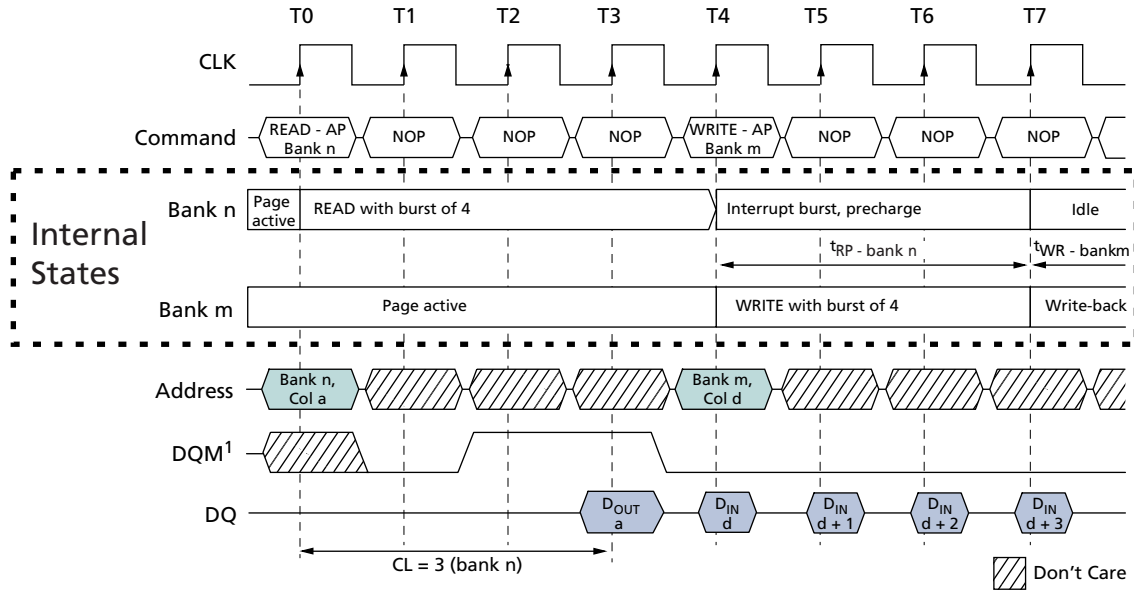 T0 T1 T2 T3 T4 T5 T6 T7
CLK
Command
READ - AP
Bank n
NOP
NOP
NOP
WRITE - AP
Bank m
NOP
NOP
NOP
Internal
States
Bank n
Page
active
READ with burst of 4
Interrupt burst, precharge
Idle
tRP - bank n
tWR - bankm
Bank m
Page active
WRITE with burst of 4
Write-back
Address
Bank n,
Col a
Bank m,
Col d
DQM1
DQ
DOUT
a
DIN
d
DIN
d + 1
DIN
d + 2
DIN
d + 3
CL = 3 (bank n)
Don't Care